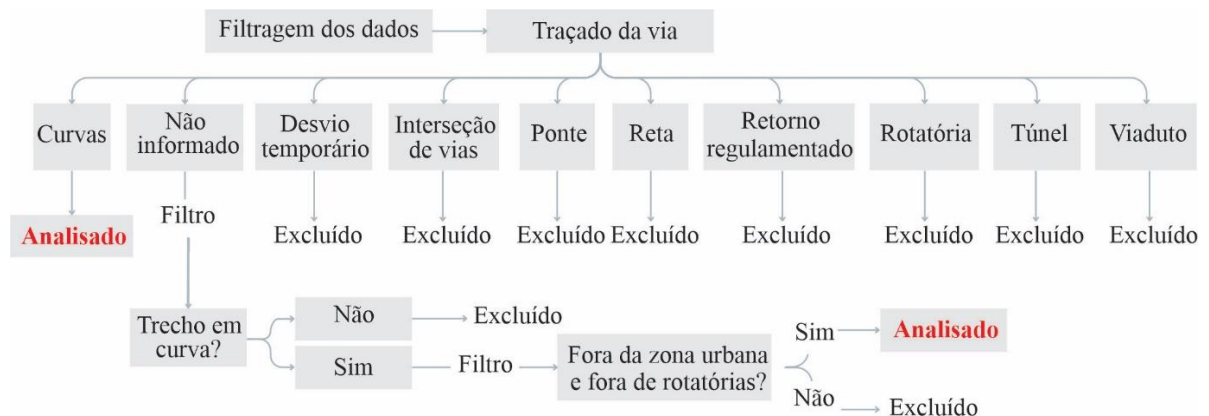 Filtragem dos dados
Traçado da via
Curvas
Não
informado
Desvio
temporário
Interseção
de vias
Ponte
Reta
Retorno
regulamentado
Rotatória
Túnel
Viaduto
Analisado
Filtro
Excluído
Excluído
Excluído
Excluído
Excluído
Excluído
Excluído
Excluído
Trecho em
curva?
Não
Excluído
Sim
Filtro
Fora da zona urbana
e fora de rotatórias?
Sim
Analisado
Não
Excluído